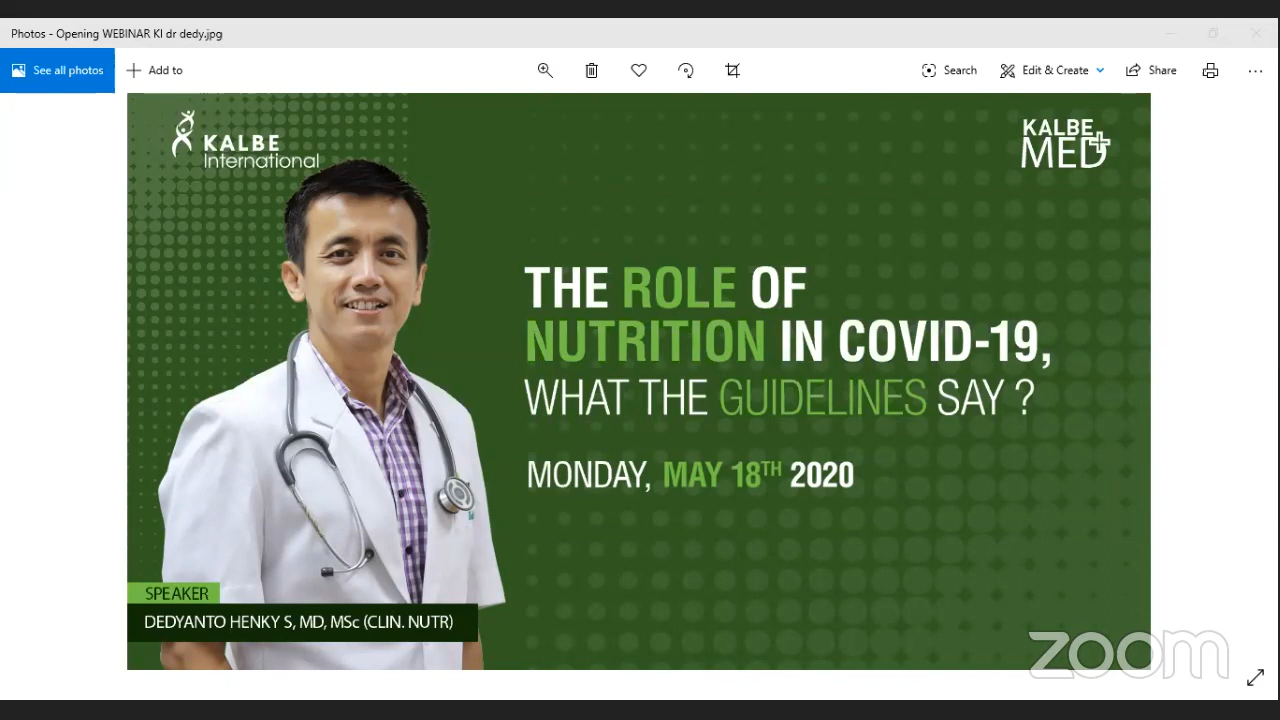 Photos - Opening WEBINAR KI dr dedy.jpg
See all photos
Add to
Search
Edit & Create
Share
KALBE
International
KALBE
MED
THE ROLE OF
NUTRITION IN COVID-19,
WHAT THE GUIDELINES SAY ?
MONDAY, MAY 18TH 2020
SPEAKER
DEDYANTO HENKY S, MD, MSc (CLIN. NUTR)
zoom